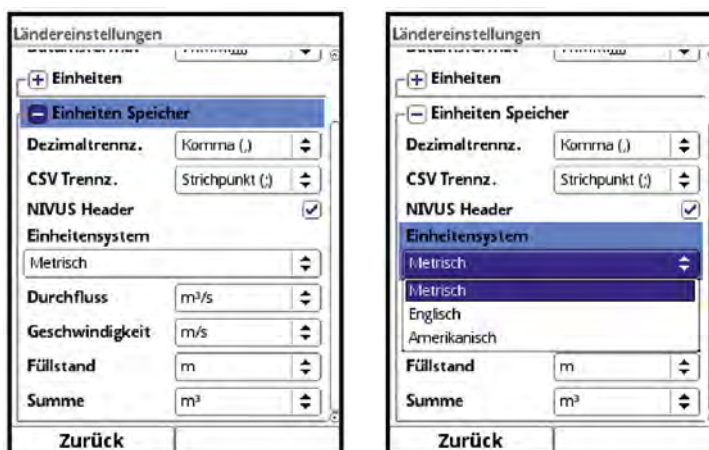 Ländereinstellungen
Einheiten
Einheiten Speicher
Dezimaltrennz. Komma (,)
CSV Trennz. Strichpunkt (;)
NIVUS Header
Einheitensystem
Metrisch
Durchfluss m³/s
Geschwindigkeit m/s
Füllstand m
Summe m³
Zurück
Ländereinstellungen
Einheiten
Einheiten Speicher
Dezimaltrennz. Komma (,)
CSV Trennz. Strichpunkt (;)
NIVUS Header
Einheitensystem
Metrisch
Metrisch
Englisch
Amerikanisch
Füllstand m
Summe m³
Zurück